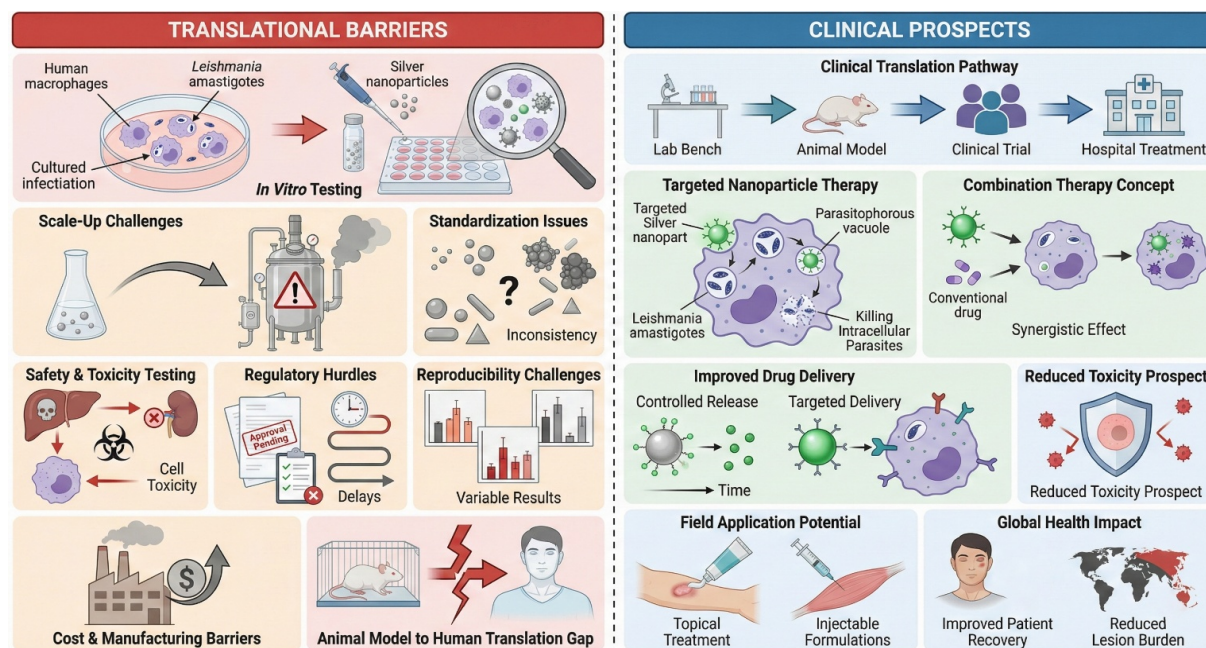 TRANSLATIONAL BARRIERS
Human
macrophages
Leishmania
amastigotes
Silver
nanoparticles
Cultured
infectiation
In Vitro Testing
Scale-Up Challenges
Standardization Issues
?
Inconsistency
Safety & Toxicity Testing
Cell
Toxicity
Regulatory Hurdles
Approval
Pending
Delays
Reproducibility Challenges
Variable Results
$
Cost & Manufacturing Barriers
Animal Model to Human Translation Gap
CLINICAL PROSPECTS
Clinical Translation Pathway
Lab Bench
Animal Model
Clinical Trial
Hospital Treatment
Targeted Nanoparticle Therapy
Targeted
Silver
nanopart
Parasitophorous
vacuole
Leishmania
amastigotes
Killing
Intracellular
Parasites
Combination Therapy Concept
Conventional
drug
Synergistic Effect
Improved Drug Delivery
Controlled Release
Time
Targeted Delivery
Reduced Toxicity Prospect
Reduced Toxicity Prospect
Field Application Potential
Topical
Treatment
Injectable
Formulations
Global Health Impact
Improved Patient
Recovery
Reduced
Lesion Burden